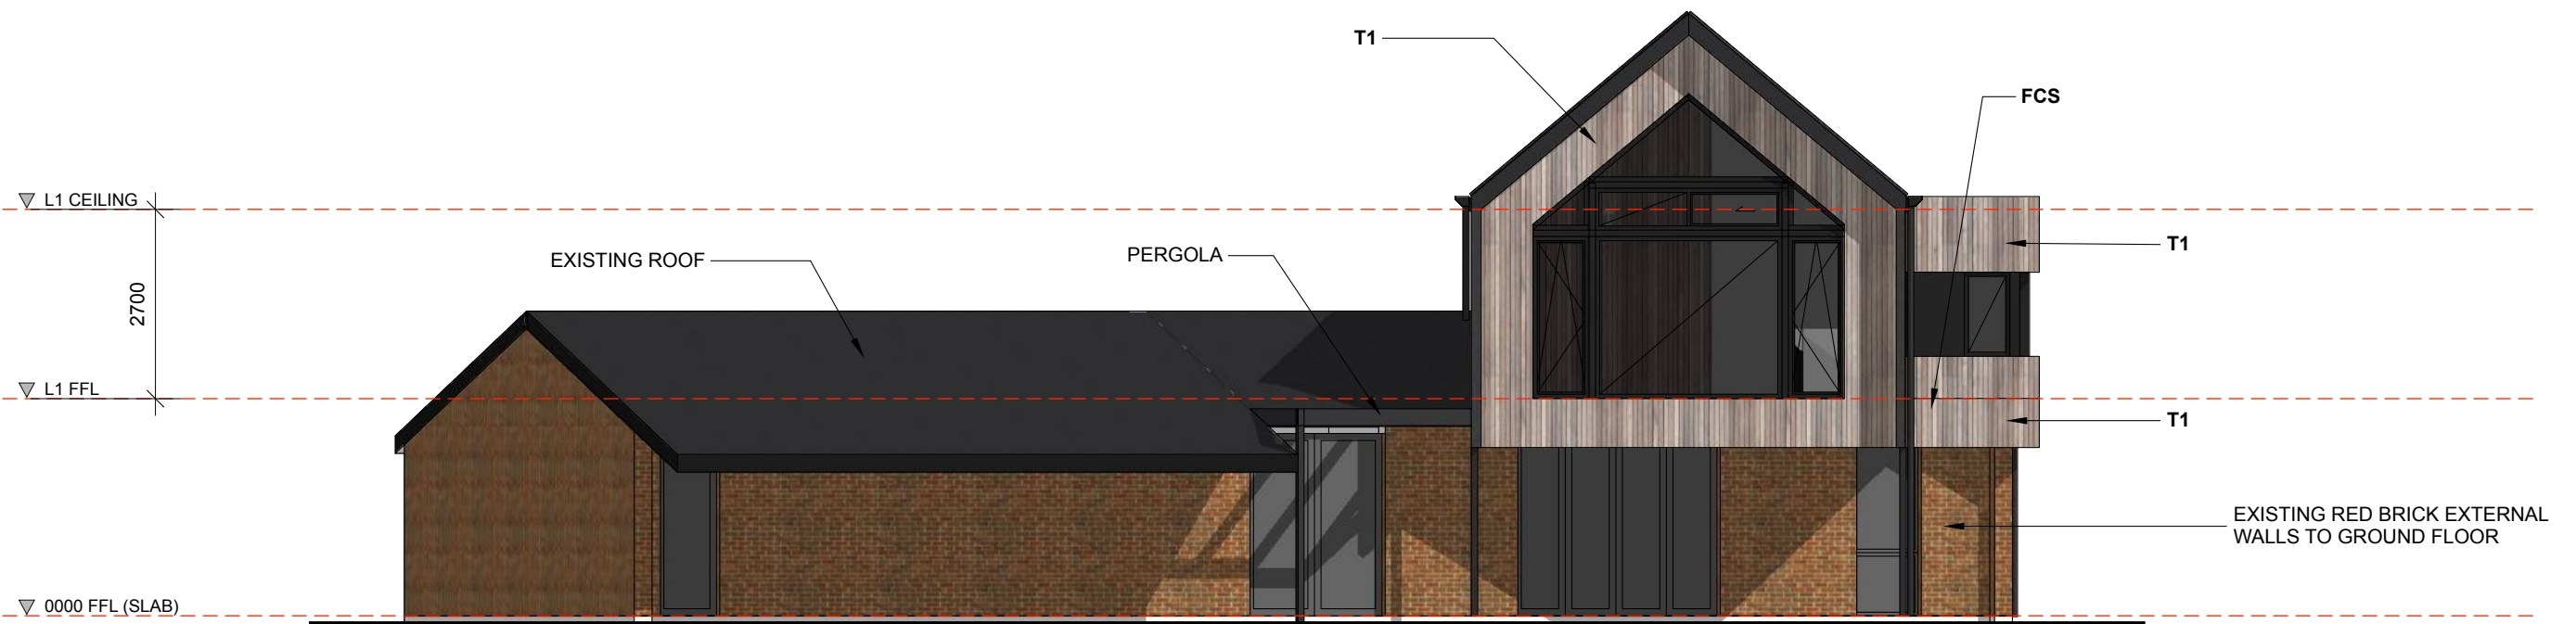 T1
FCS
L1 CEILING
T1
PERGOLA
EXISTING ROOF
2700
L1 FFL
T1
EXISTING RED BRICK EXTERNAL
WALLS TO GROUND FLOOR
0000 FFL (SLAB)